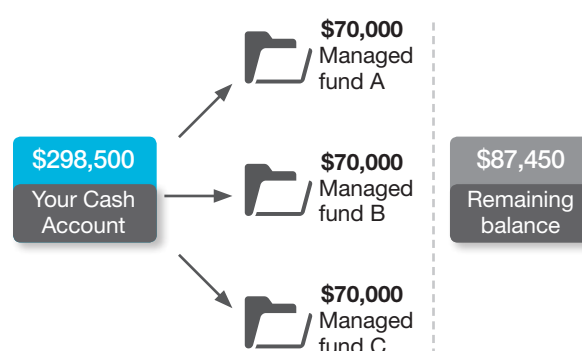 $70,000
Managed
fund A
$298,500
Your Cash
Account
$70,000
Managed
fund B
$87,450
Remaining
balance
$70,000
Managed
fund C